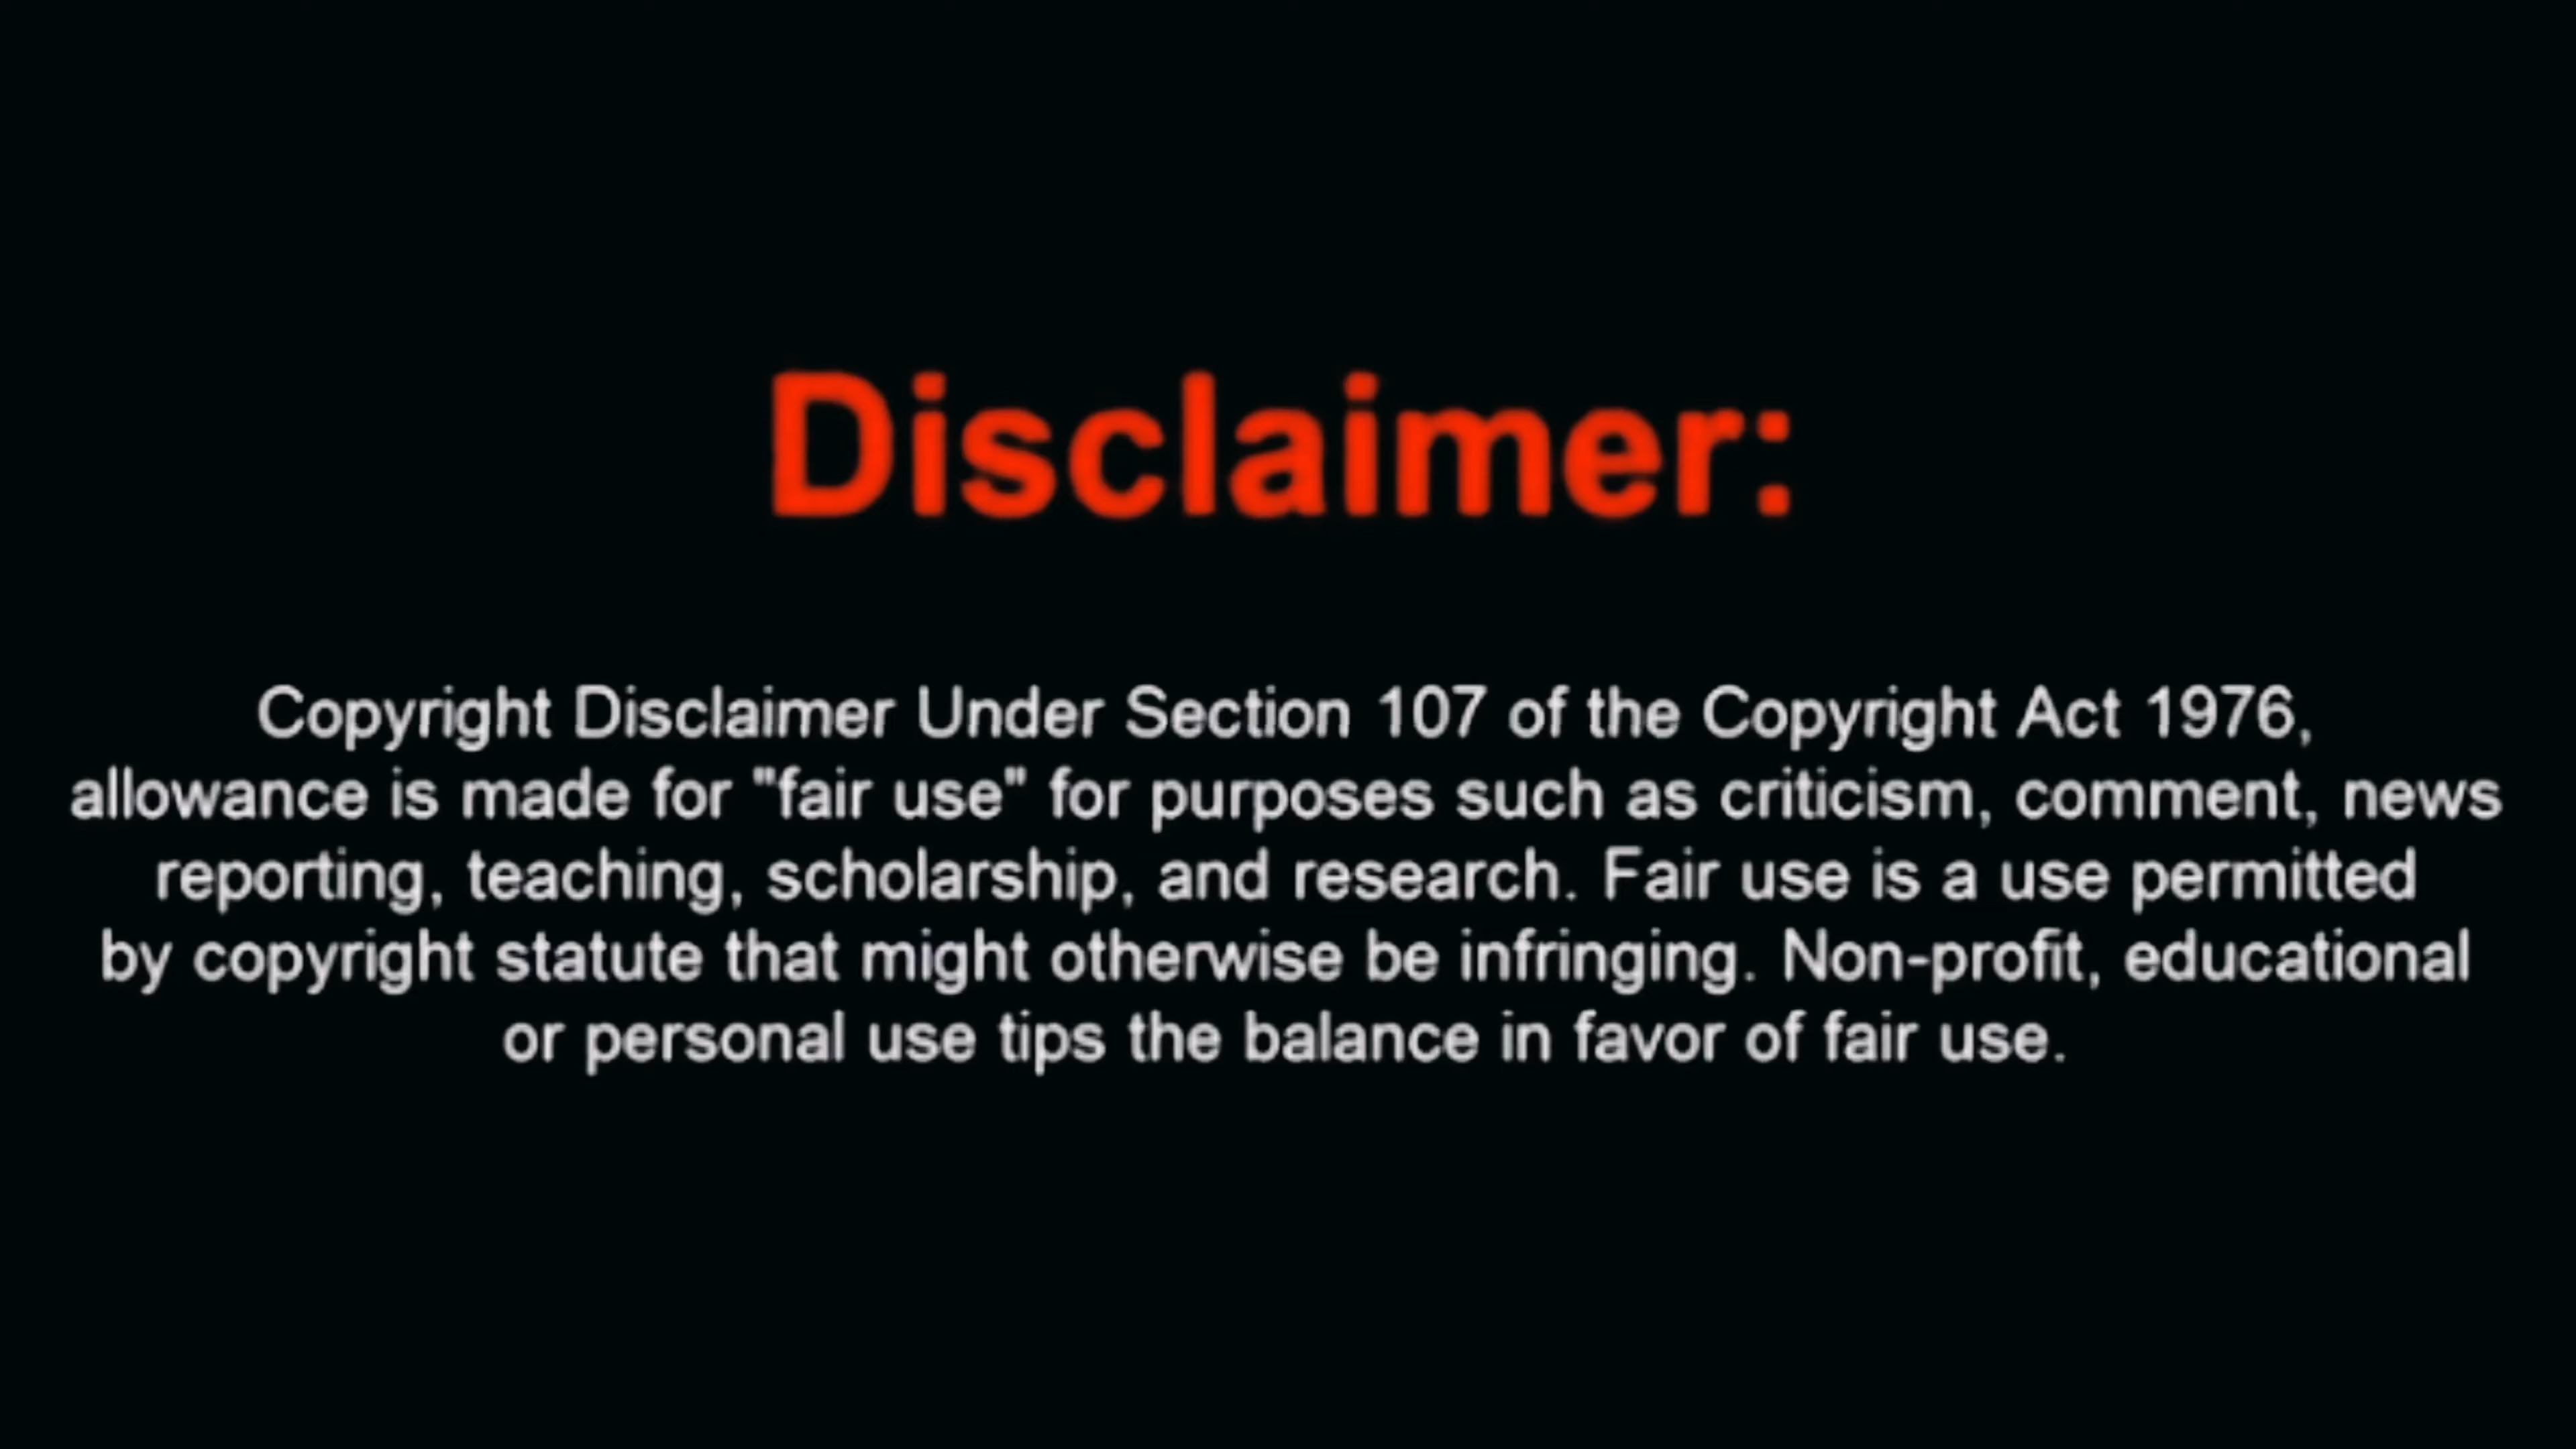 Disclaimer:
Copyright Disclaimer Under Section 107 of the Copyright Act 1976,
allowance is made for "fair use" for purposes such as criticism, comment, news
reporting, teaching, scholarship, and research. Fair use is a use permitted
by copyright statute that might otherwise be infringing. Non-profit, educational
or personal use tips the balance in favor of fair use.